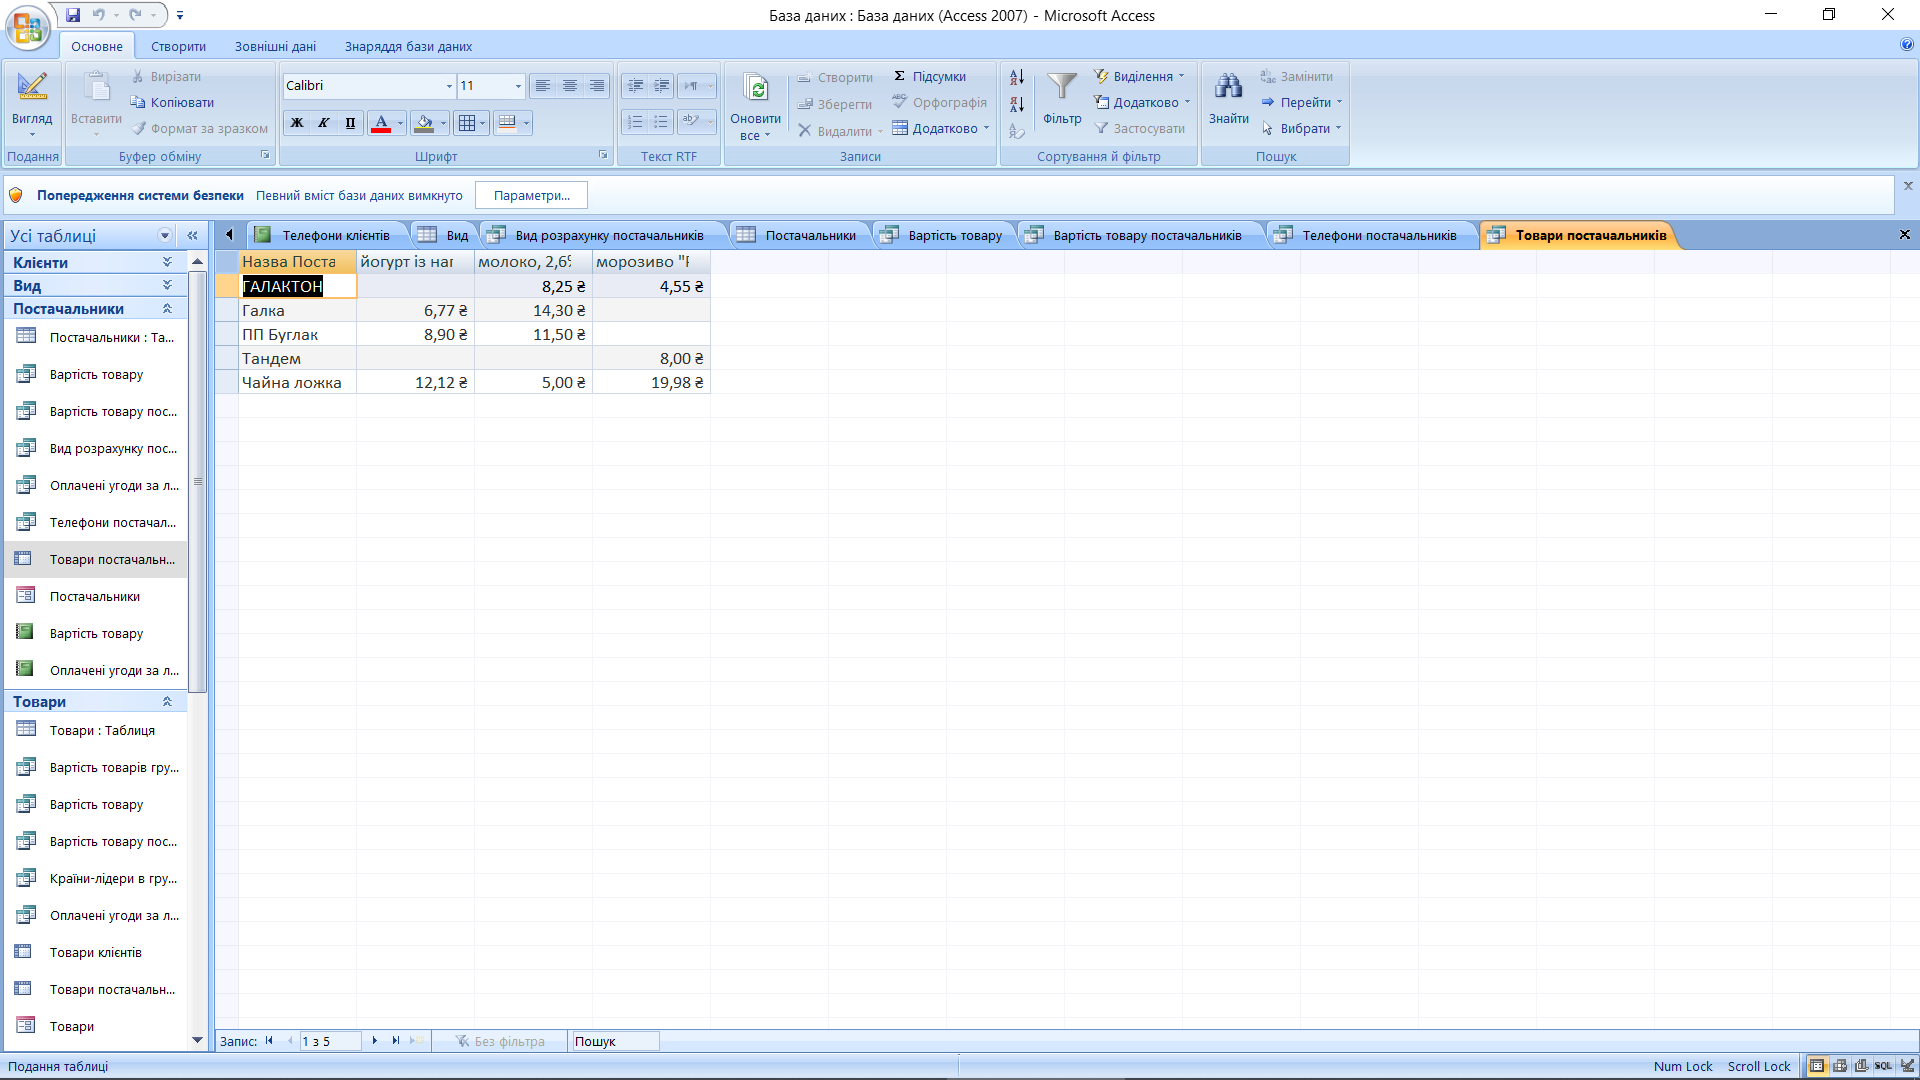 База даних : База даних (Access 2007) - Microsoft Access
Основне
Створити
Зовнішні дані
Знаряддя бази даних
Вигляд
Подання
Вставити
Вирізати
Копіювати
Формат за зразком
Буфер обміну
Calibri
11
Ж
К
П
Шрифт
Текст RTF
Оновити
все
Створити
Зберегти
Видалити
Підсумки
Орфографія
Додатково
Записи
Фільтр
Виділення
Додатково
Застосувати
Сортування й фільтр
Знайти
Замінити
Перейти
Вибрати
Пошук
Попередження системи безпеки
Певний вміст бази даних вимкнуто
Параметри...
Усі таблиці
Клієнти
Вид
Постачальники
Постачальники : Та...
Вартість товару
Вартість товару пос...
Вид розрахунку пос...
Оплачені угоди за л...
Телефони постачал...
Товари постачальн...
Постачальники
Вартість товару
Оплачені угоди за л...
Товари
Товари : Таблиця
Вартість товарів гру...
Вартість товару
Вартість товару пос...
Країни-лідери в гру...
Оплачені угоди за л...
Товари клієнтів
Товари постачальн...
Товари
Телефони клієнтів
Вид
Вид розрахунку постачальників
Постачальники
Вартість товару
Вартість товару постачальників
Телефони постачальників
Товари постачальників
Назва Поста йогурт із наг молоко, 2,6% морозиво "Р
ГАЛАКТОН 8,25 ₴ 4,55 ₴
Галка 6,77 ₴ 14,30 ₴
ПП Буглак 8,90 ₴ 11,50 ₴
Тандем 8,00 ₴
Чайна ложка 12,12 ₴ 5,00 ₴ 19,98 ₴
Запис: 1 з 5 Без фільтра Пошук
Подання таблиці
Num Lock Scroll Lock
SQL